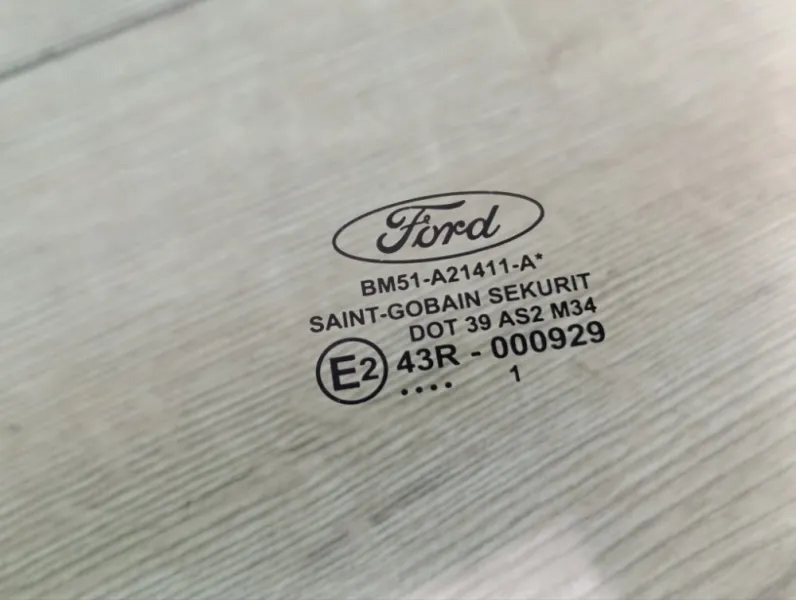 Ford
BM51-A21411-A*
SAINT-GOBAIN SEKURIT
DOT 39 AS2 M34
E2 43R - 000929
.... 1